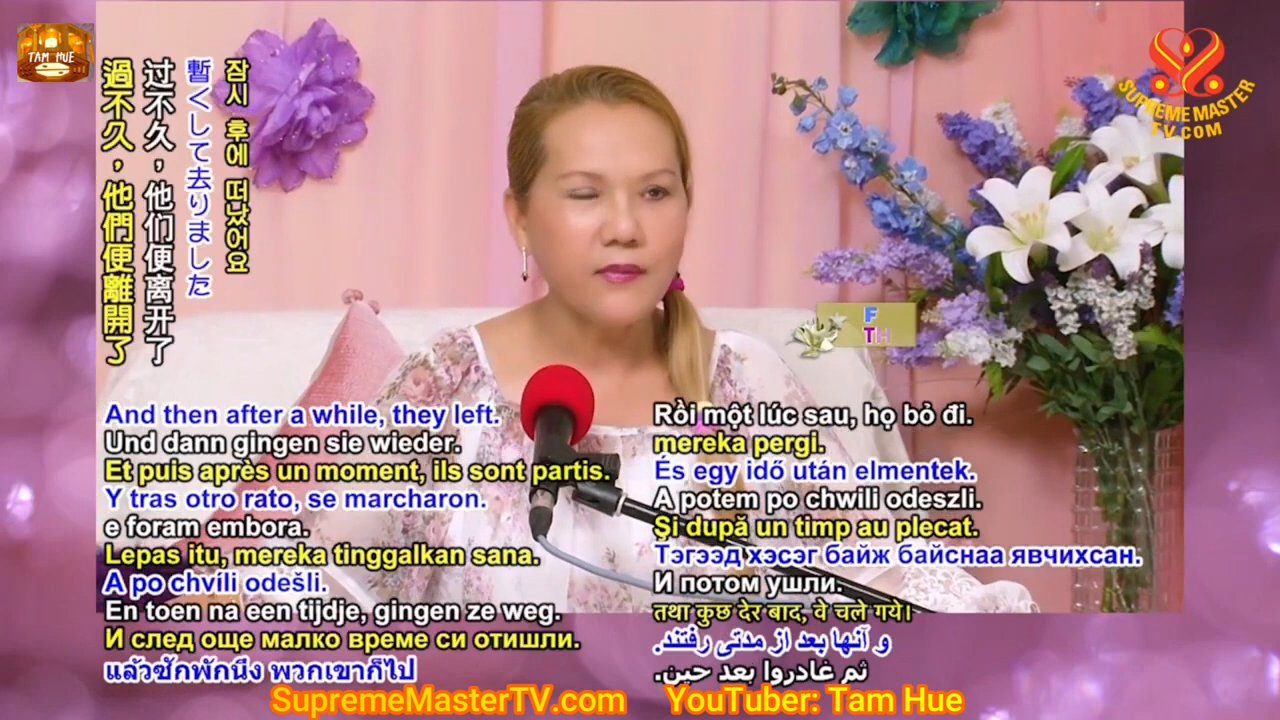 TAM HUE
過不久，他們便離開了
过不久，他们便离开了
暫くして去りました
잠시 후에 떠났어요
SUPREME MASTER
TV.COM
F
TH
And then after a while, they left.
Und dann gingen sie wieder.
Et puis après un moment, ils sont partis.
Y tras otro rato, se marcharon.
e foram embora.
Lepas itu, mereka tinggalkan sana.
A po chvíli odešli.
En toen na een tijdje, gingen ze weg.
И след още малко време си отишли.
แล้วซักพักนึง พวกเขาก็ไป
Rồi một lúc sau, họ bỏ đi.
mereka pergi.
És egy idő után elmentek.
A potem po chwili odeszli.
Şi după un timp au plecat.
Тэгээд хэсэг байж байснаа явчихсан.
И потом ушли.
तथा कुछ देर बाद, वे चले गये।
و آنها بعد از مدتی رفتند.
ثم غادروا بعد حين.
SupremeMasterTV.com YouTuber: Tam Hue